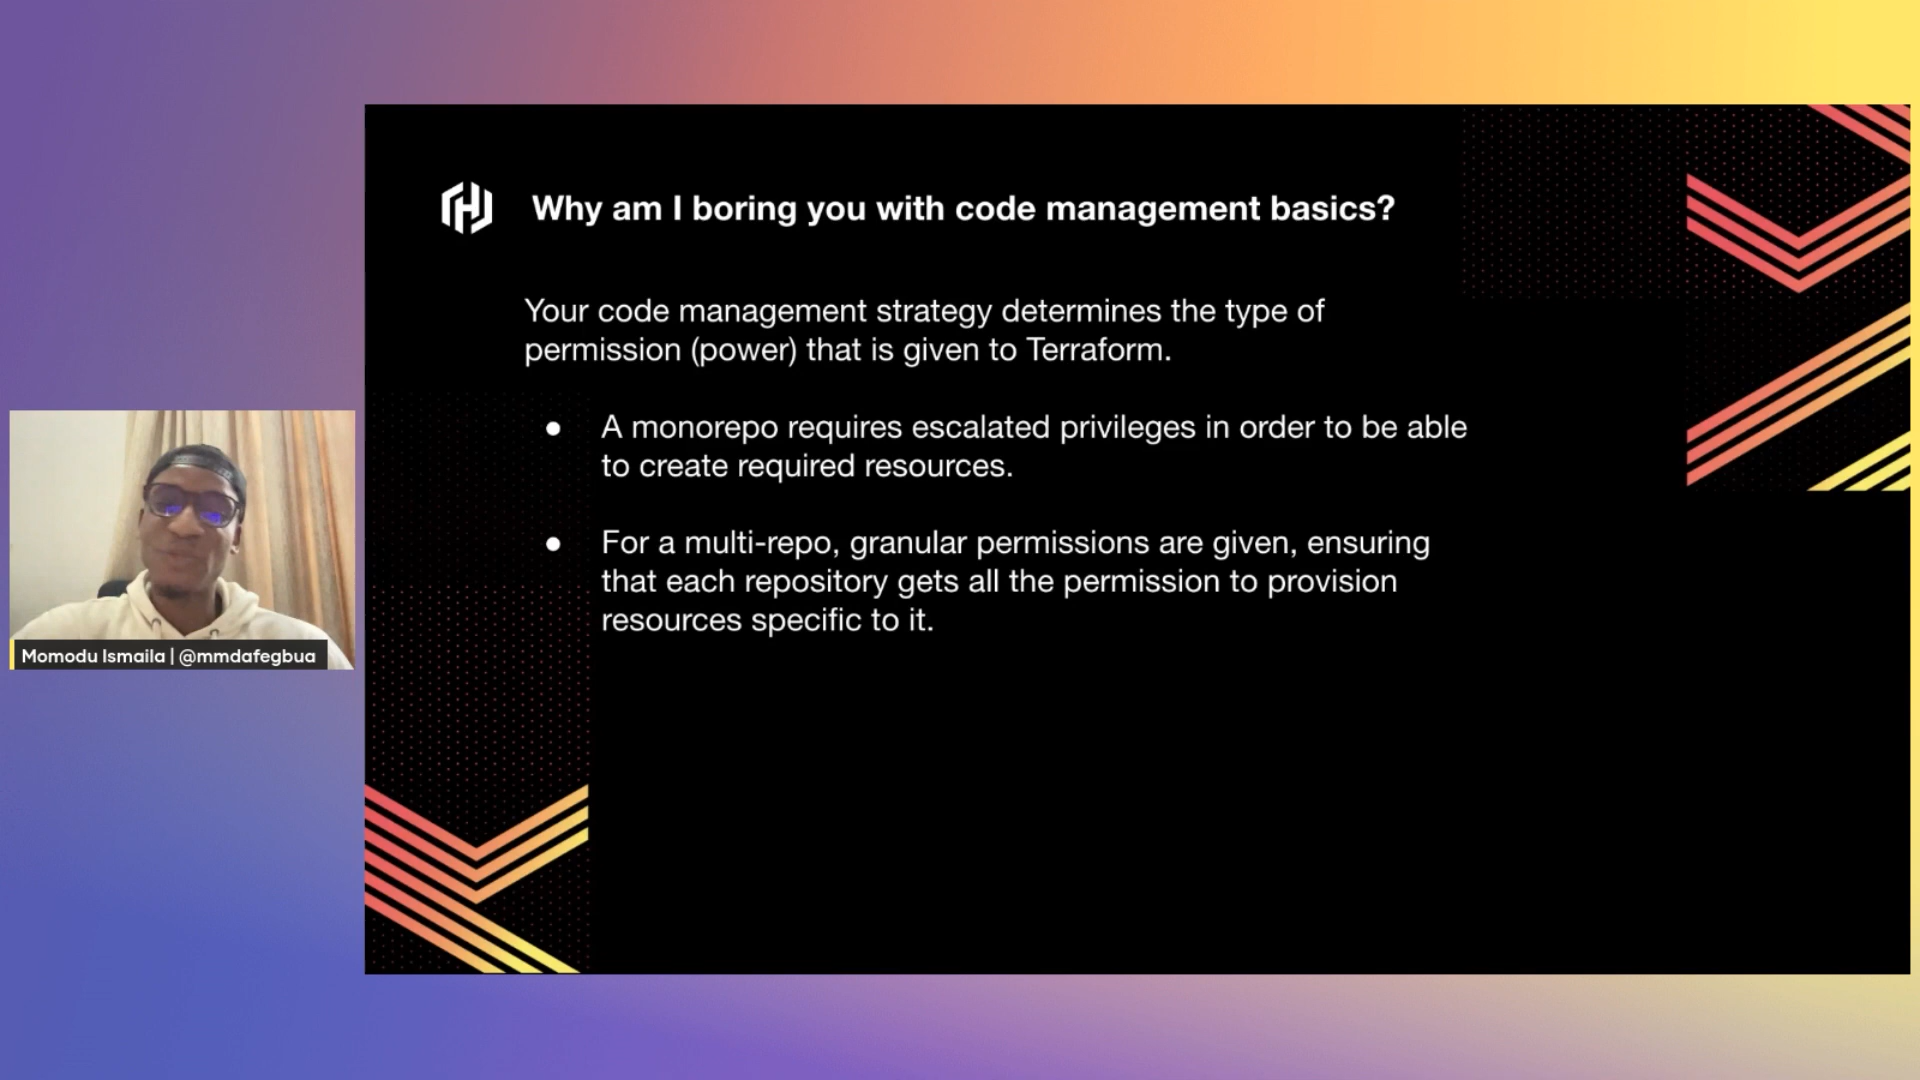 Why am I boring you with code management basics?
Your code management strategy determines the type of
permission (power) that is given to Terraform.
● A monorepo requires escalated privileges in order to be able
to create required resources.
● For a multi-repo, granular permissions are given, ensuring
that each repository gets all the permission to provision
resources specific to it.
Momodu Ismaila | @mmdafegbua